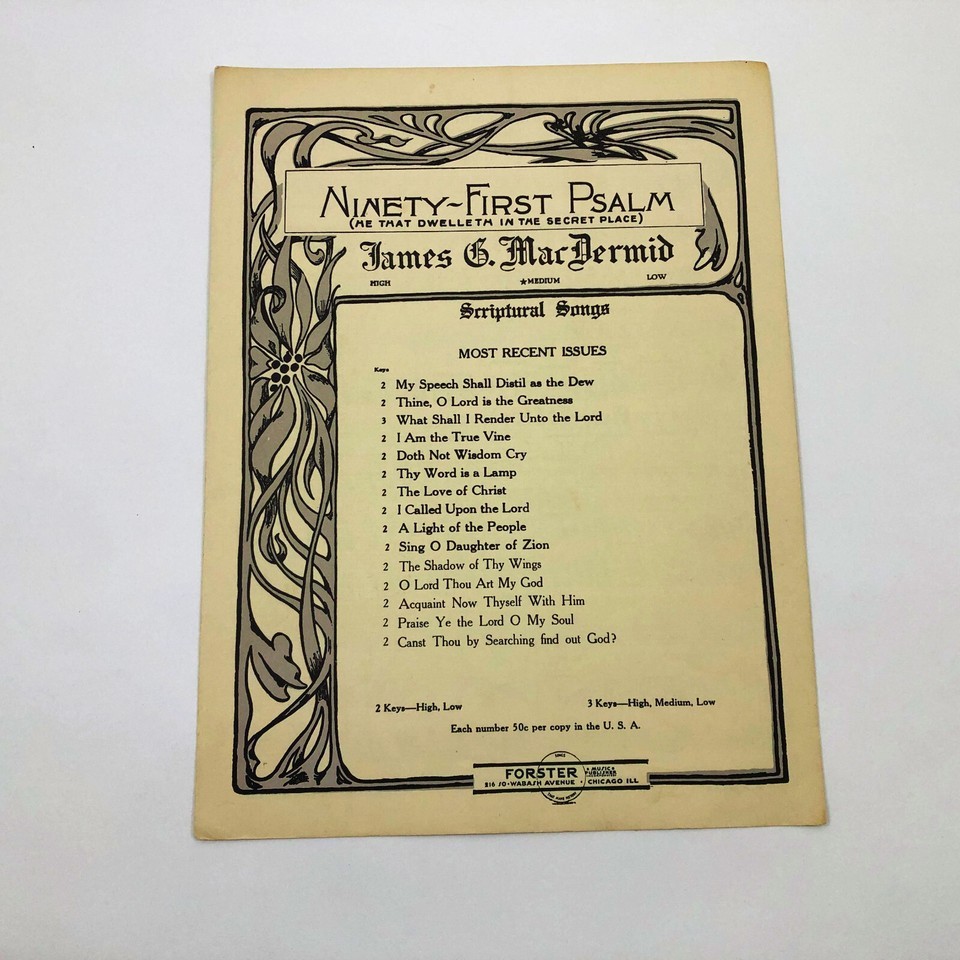 NINETY~FIRST PSALM
(HE THAT DWELLETH IN THE SECRET PLACE)
James G. MacDermid
HIGH ★MEDIUM LOW
Scriptural Songs
MOST RECENT ISSUES
Keys
2 My Speech Shall Distil as the Dew
2 Thine, O Lord is the Greatness
3 What Shall I Render Unto the Lord
2 I Am the True Vine
2 Doth Not Wisdom Cry
2 Thy Word is a Lamp
2 The Love of Christ
2 I Called Upon the Lord
2 A Light of the People
2 Sing O Daughter of Zion
2 The Shadow of Thy Wings
2 O Lord Thou Art My God
2 Acquaint Now Thyself With Him
2 Praise Ye the Lord O My Soul
2 Canst Thou by Searching find out God?
2 Keys—High, Low 3 Keys—High, Medium, Low
Each number 50c per copy in the U. S. A.
FORSTER MUSIC PUBLISHER
216 SO · WABASH AVENUE · CHICAGO ILL